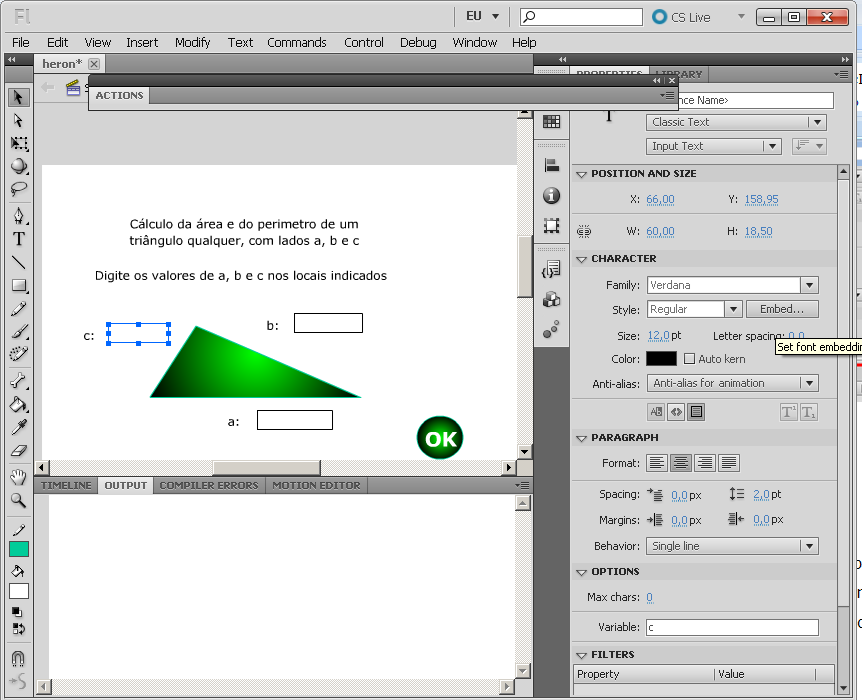 Fl
EU
CS Live
File Edit View Insert Modify Text Commands Control Debug Window Help
heron*
PROPERTIES LIBRARY
ACTIONS
nce Name>
T
Classic Text
Input Text
POSITION AND SIZE
X: 66,00 Y: 158,95
W: 60,00 H: 18,50
CHARACTER
Family: Verdana
Style: Regular Embed...
Size: 12,0 pt Letter spacing: 0,0
Set font embeddin
Color: Auto kern
Anti-alias: Anti-alias for animation
PARAGRAPH
Format:
Spacing: 0,0 px 2,0 pt
Margins: 0,0 px 0,0 px
Behavior: Single line
OPTIONS
Max chars: 0
Variable: c
FILTERS
Property Value
Cálculo da área e do perimetro de um
triângulo qualquer, com lados a, b e c
Digite os valores de a, b e c nos locais indicados
b:
c:
a:
OK
TIMELINE OUTPUT COMPILER ERRORS MOTION EDITOR